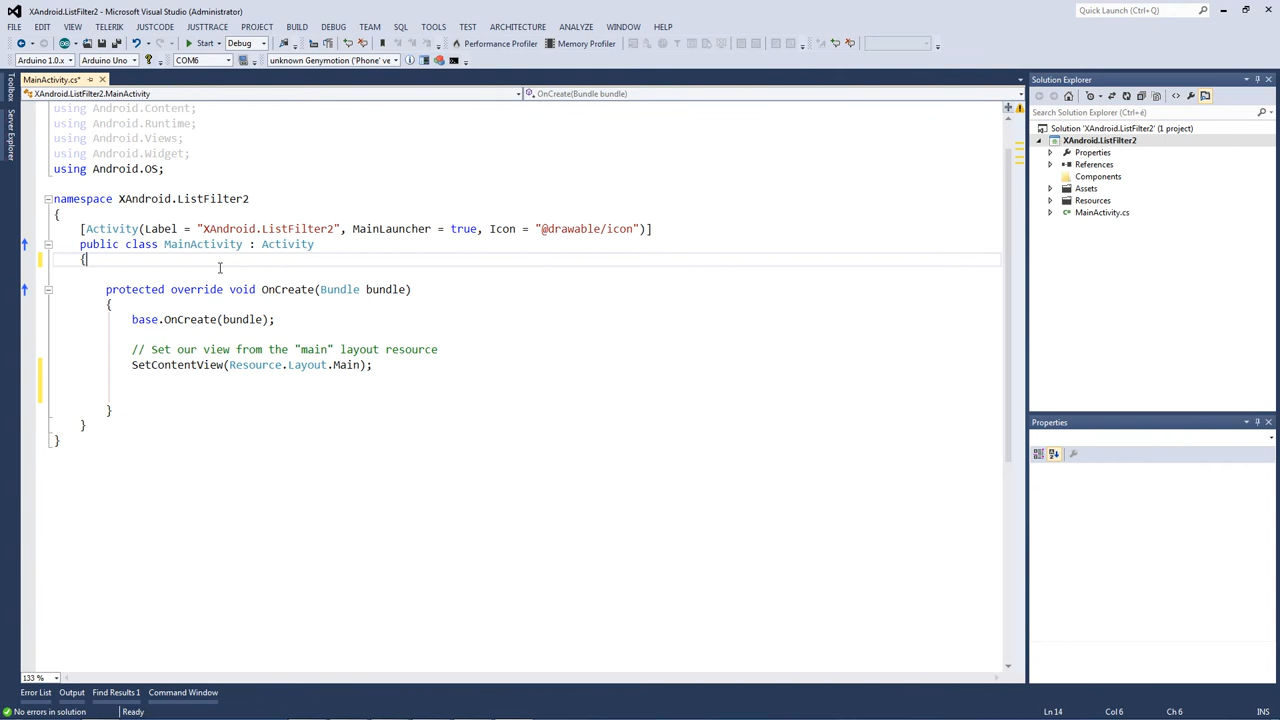 XAndroid.ListFilter2 - Microsoft Visual Studio (Administrator)
Quick Launch (Ctrl+Q)
FILE EDIT VIEW TELERIK JUSTCODE JUSTTRACE PROJECT BUILD DEBUG TEAM SQL TOOLS TEST ARCHITECTURE ANALYZE WINDOW HELP
Start Debug Performance Profiler Memory Profiler
Arduino 1.0.x Arduino Uno COM6 unknown Genymotion ('Phone' ve
Toolbox
Server Explorer
MainActivity.cs*
XAndroid.ListFilter2.MainActivity
OnCreate(Bundle bundle)
using Android.Content;
using Android.Runtime;
using Android.Views;
using Android.Widget;
using Android.OS;
namespace XAndroid.ListFilter2
{
[Activity(Label = "XAndroid.ListFilter2", MainLauncher = true, Icon = "@drawable/icon")]
public class MainActivity : Activity
{
protected override void OnCreate(Bundle bundle)
{
base.OnCreate(bundle);
// Set our view from the "main" layout resource
SetContentView(Resource.Layout.Main);
}
}
}
133 %
Solution Explorer
Search Solution Explorer (Ctrl+è)
Solution 'XAndroid.ListFilter2' (1 project)
XAndroid.ListFilter2
Properties
References
Components
Assets
Resources
MainActivity.cs
Properties
Error List Output Find Results 1 Command Window
No errors in solution Ready Ln 14 Col 6 Ch 6 INS